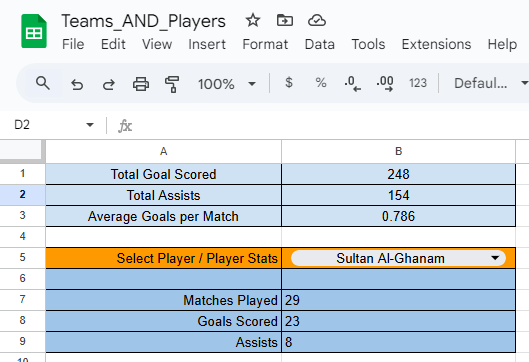 Teams_AND_Players
File Edit View Insert Format Data Tools Extensions Help
100% $ % .0 .00 123 Defaul...
D2 fx
A B
1 Total Goal Scored 248
2 Total Assists 154
3 Average Goals per Match 0.786
4
5 Select Player / Player Stats Sultan Al-Ghanam
6
7 Matches Played 29
8 Goals Scored 23
9 Assists 8
10